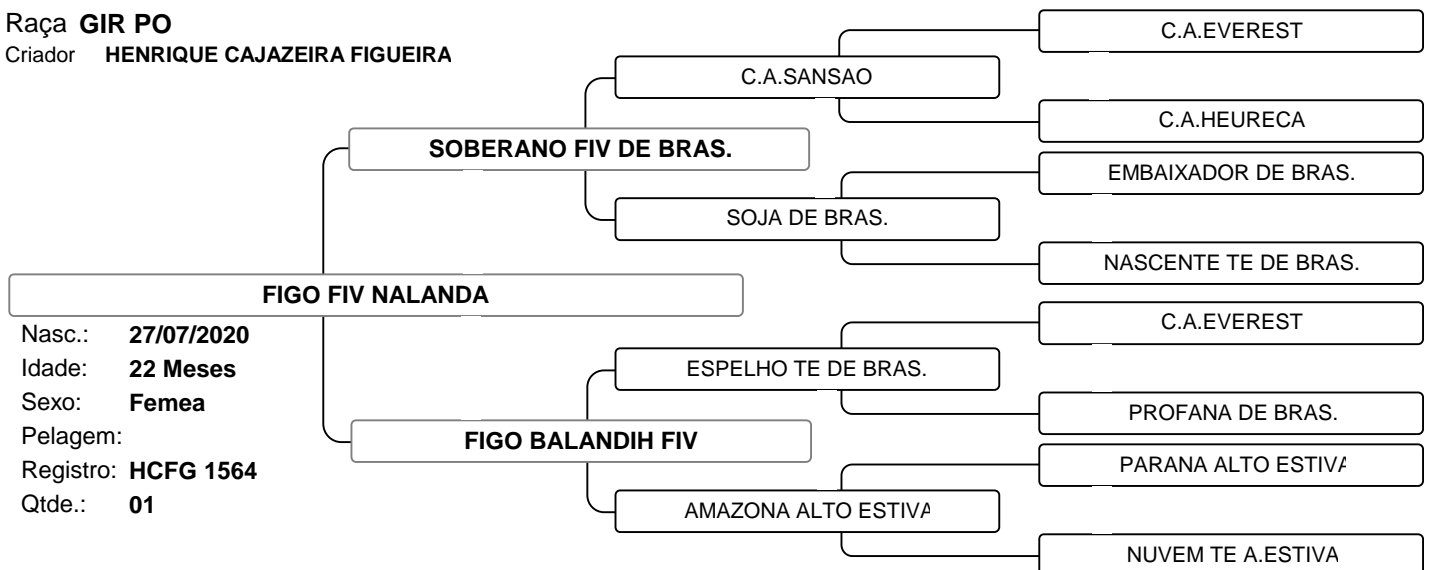 Raça GIR PO
Criador HENRIQUE CAJAZEIRA FIGUEIRA
C.A.EVEREST
C.A.SANSAO
C.A.HEURECA
SOBERANO FIV DE BRAS.
EMBAIXADOR DE BRAS.
SOJA DE BRAS.
NASCENTE TE DE BRAS.
FIGO FIV NALANDA
Nasc.: 27/07/2020
Idade: 22 Meses
Sexo: Femea
Pelagem:
Registro: HCFG 1564
Qtde.: 01
C.A.EVEREST
ESPELHO TE DE BRAS.
PROFANA DE BRAS.
FIGO BALANDIH FIV
PARANA ALTO ESTIVA
AMAZONA ALTO ESTIVA
NUVEM TE A.ESTIVA